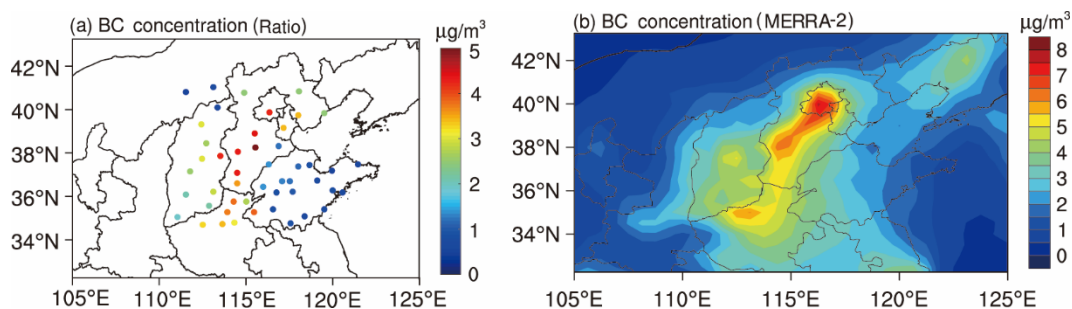 (a) BC concentration (Ratio)
μg/m³
42°N
40°N
38°N
36°N
34°N
105°E
110°E
115°E
120°E
125°E
5
4
3
2
1
0
(b) BC concentration (MERRA-2)
μg/m³
42°N
40°N
38°N
36°N
34°N
105°E
110°E
115°E
120°E
125°E
8
7
6
5
4
3
2
1
0